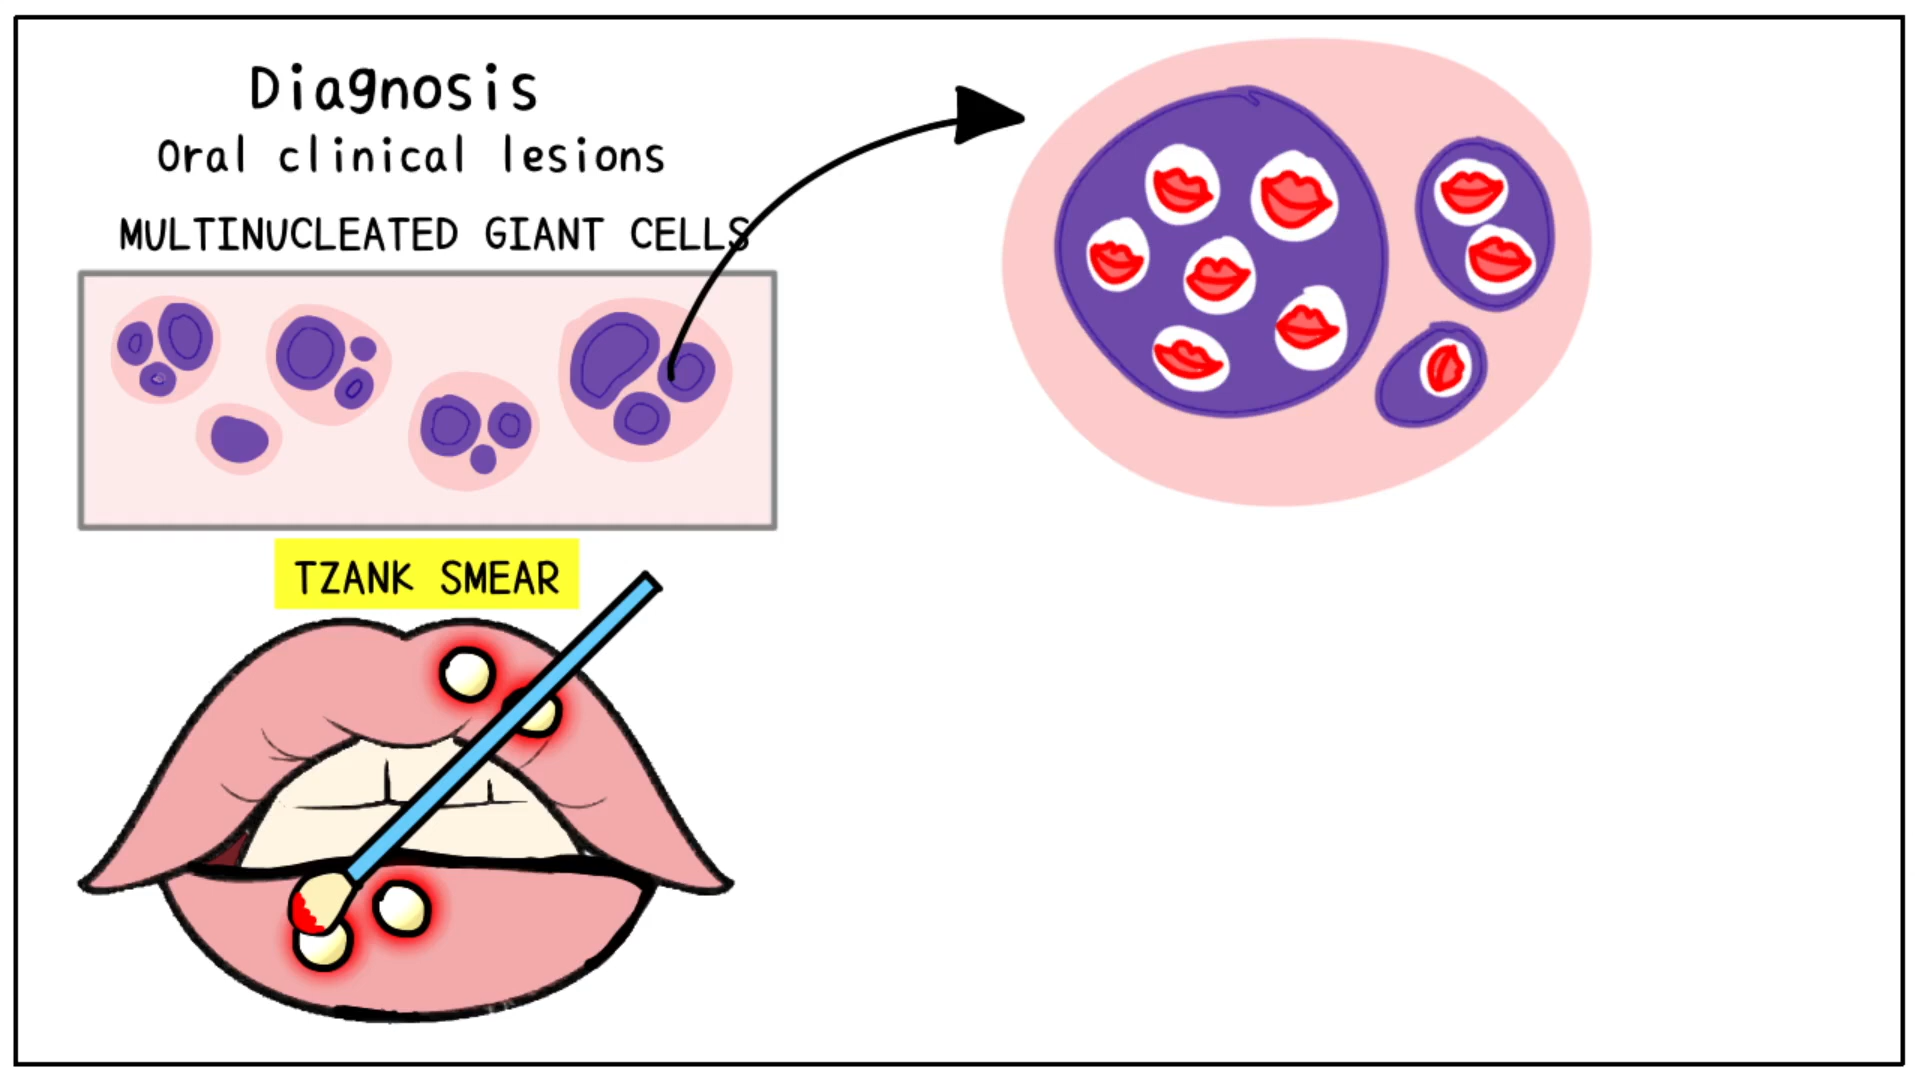 Diagnosis
Oral clinical lesions
MULTINUCLEATED GIANT CELLS
TZANK SMEAR